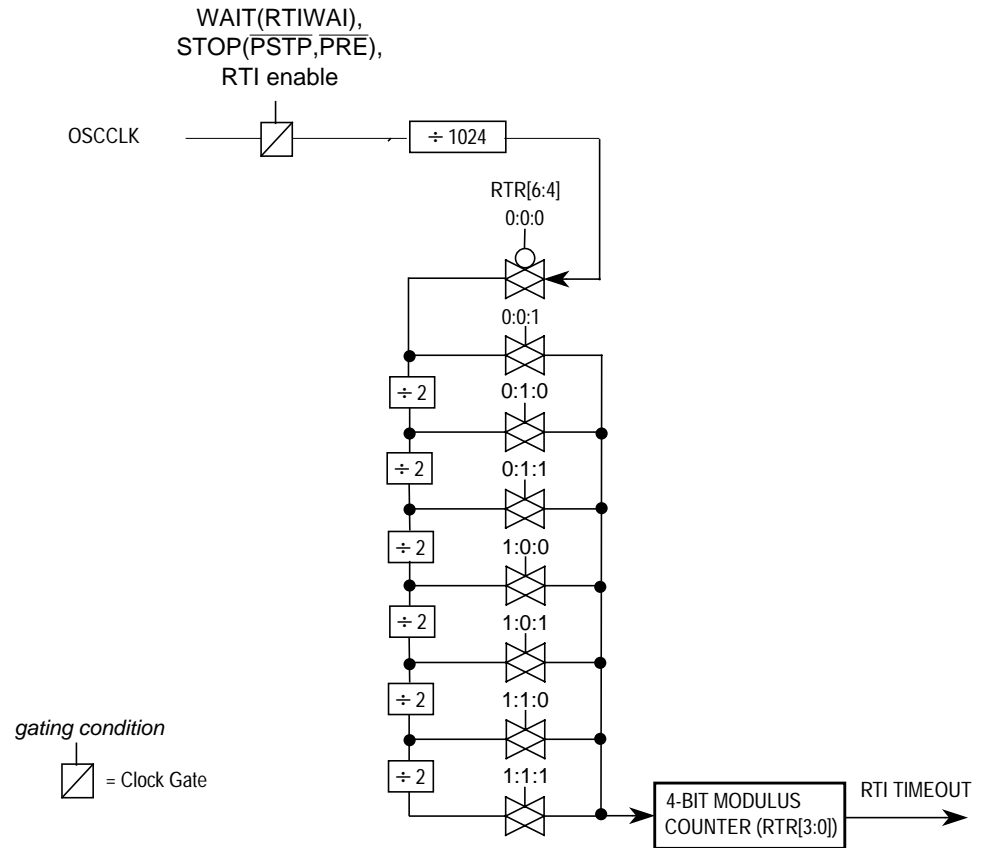 WAIT(RTIWAI),
STOP(PSTP,PRE),
RTI enable
OSCCLK
÷ 1024
RTR[6:4]
0:0:0
0:0:1
÷ 2
0:1:0
÷ 2
0:1:1
÷ 2
1:0:0
÷ 2
1:0:1
÷ 2
1:1:0
÷ 2
1:1:1
gating condition
= Clock Gate
4-BIT MODULUS
COUNTER (RTR[3:0])
RTI TIMEOUT